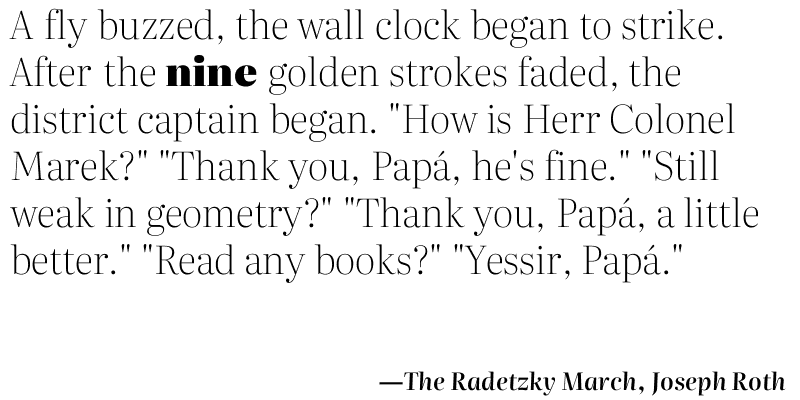 A fly buzzed, the wall clock began to strike.
After the nine golden strokes faded, the
district captain began. "How is Herr Colonel
Marek?" "Thank you, Papá, he's fine." "Still
weak in geometry?" "Thank you, Papá, a little
better." "Read any books?" "Yessir, Papá."
—The Radetzky March, Joseph Roth